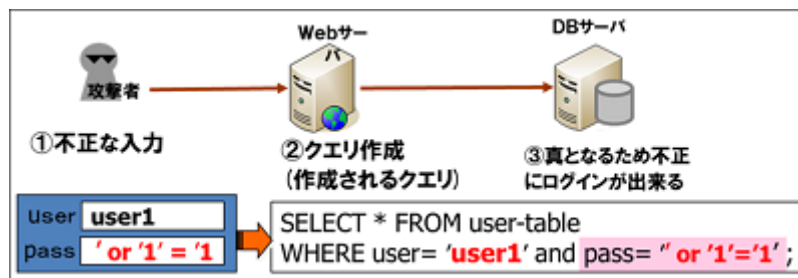 Webサー
バ
DBサーバ
攻撃者
①不正な入力
②クエリ作成
(作成されるクエリ)
③真となるため不正
にログインが出来る
User user1
pass ' or '1' = '1
SELECT * FROM user-table
WHERE user= 'user1' and pass= '' or '1'='1' ;